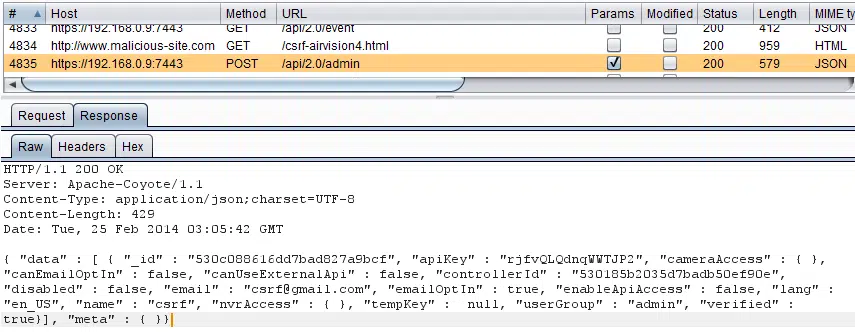 # Host Method URL Params Modified Status Length MIME ty
4833 https://192.168.0.9:7443 GET /api/2.0/event 200 412 JSON
4834 http://www.malicious-site.com GET /csrf-airvision4.html 200 959 HTML
4835 https://192.168.0.9:7443 POST /api/2.0/admin 200 579 JSON
Request Response
Raw Headers Hex
HTTP/1.1 200 OK
Server: Apache-Coyote/1.1
Content-Type: application/json;charset=UTF-8
Content-Length: 429
Date: Tue, 25 Feb 2014 03:05:42 GMT
{ "data" : [ { "_id" : "530c088616dd7bad827a9bcf", "apiKey" : "rjfvQLQdnqWWTJP2", "cameraAccess" : { },
"canEmailOptIn" : false, "canUseExternalApi" : false, "controllerId" : "530185b2035d7badb50ef90e",
"disabled" : false, "email" : "csrf@gmail.com", "emailOptIn" : true, "enableApiAccess" : false, "lang" :
"en_US", "name" : "csrf", "nvrAccess" : { }, "tempKey" : null, "userGroup" : "admin", "verified" :
true}], "meta" : { }}